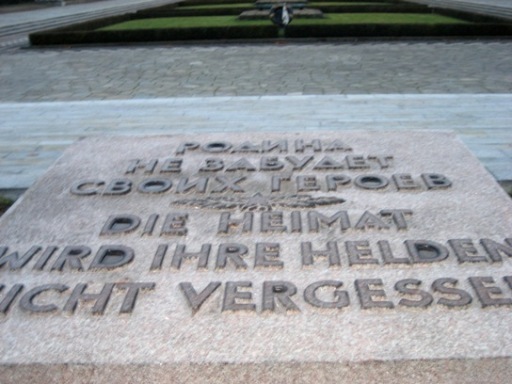 РОДИНА
НЕ ЗАБУДЕТ
СВОИХ ГЕРОЕВ
DIE HEIMAT
WIRD IHRE HELDEN
NICHT VERGESSEN